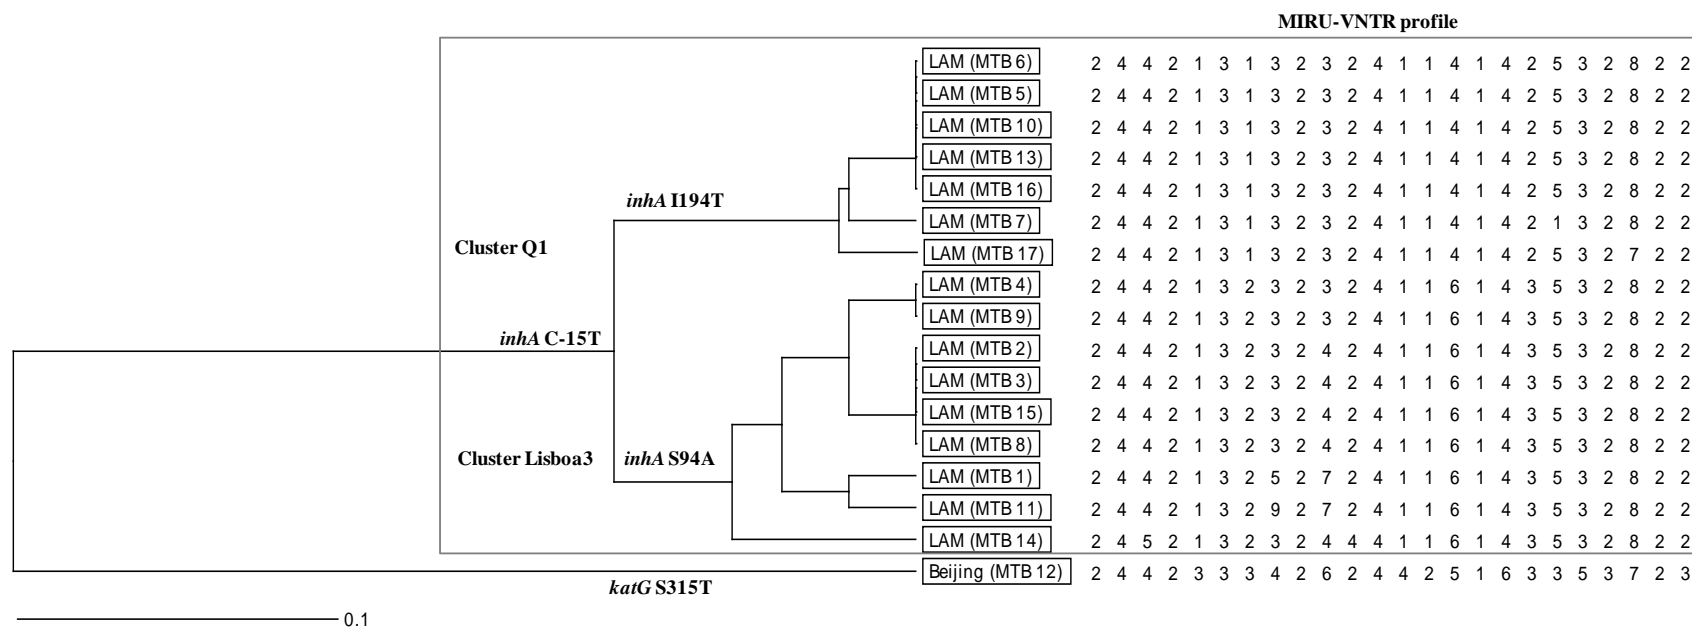 MIRU-VNTR profile
LAM (MTB 6) 2 4 4 2 1 3 1 3 2 3 2 4 1 1 4 1 4 2 5 3 2 8 2 2
LAM (MTB 5) 2 4 4 2 1 3 1 3 2 3 2 4 1 1 4 1 4 2 5 3 2 8 2 2
LAM (MTB 10) 2 4 4 2 1 3 1 3 2 3 2 4 1 1 4 1 4 2 5 3 2 8 2 2
LAM (MTB 13) 2 4 4 2 1 3 1 3 2 3 2 4 1 1 4 1 4 2 5 3 2 8 2 2
LAM (MTB 16) 2 4 4 2 1 3 1 3 2 3 2 4 1 1 4 1 4 2 5 3 2 8 2 2
inhA I194T
LAM (MTB 7) 2 4 4 2 1 3 1 3 2 3 2 4 1 1 4 1 4 2 1 3 2 8 2 2
Cluster Q1
LAM (MTB 17) 2 4 4 2 1 3 1 3 2 3 2 4 1 1 4 1 4 2 5 3 2 7 2 2
LAM (MTB 4) 2 4 4 2 1 3 2 3 2 3 2 4 1 1 6 1 4 3 5 3 2 8 2 2
LAM (MTB 9) 2 4 4 2 1 3 2 3 2 3 2 4 1 1 6 1 4 3 5 3 2 8 2 2
inhA C-15T
LAM (MTB 2) 2 4 4 2 1 3 2 3 2 4 2 4 1 1 6 1 4 3 5 3 2 8 2 2
LAM (MTB 3) 2 4 4 2 1 3 2 3 2 4 2 4 1 1 6 1 4 3 5 3 2 8 2 2
LAM (MTB 15) 2 4 4 2 1 3 2 3 2 4 2 4 1 1 6 1 4 3 5 3 2 8 2 2
LAM (MTB 8) 2 4 4 2 1 3 2 3 2 4 2 4 1 1 6 1 4 3 5 3 2 8 2 2
Cluster Lisboa3 inhA S94A
LAM (MTB 1) 2 4 4 2 1 3 2 5 2 7 2 4 1 1 6 1 4 3 5 3 2 8 2 2
LAM (MTB 11) 2 4 4 2 1 3 2 9 2 7 2 4 1 1 6 1 4 3 5 3 2 8 2 2
LAM (MTB 14) 2 4 5 2 1 3 2 3 2 4 4 4 1 1 6 1 4 3 5 3 2 8 2 2
Beijing (MTB 12) 2 4 4 2 3 3 3 4 2 6 2 4 4 2 5 1 6 3 3 5 3 7 2 3
katG S315T
0.1